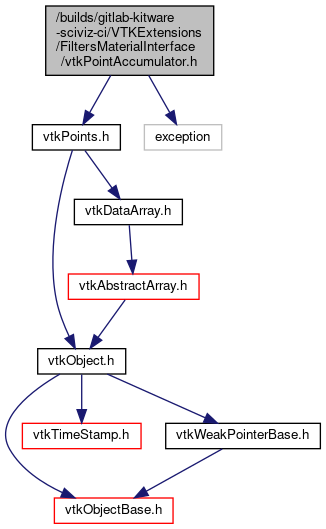 /builds/gitlab-kitware
-sciviz-ci/VTKExtensions
/FiltersMaterialInterface
/vtkPointAccumulator.h
vtkPoints.h
exception
vtkDataArray.h
vtkAbstractArray.h
vtkObject.h
vtkTimeStamp.h
vtkWeakPointerBase.h
vtkObjectBase.h